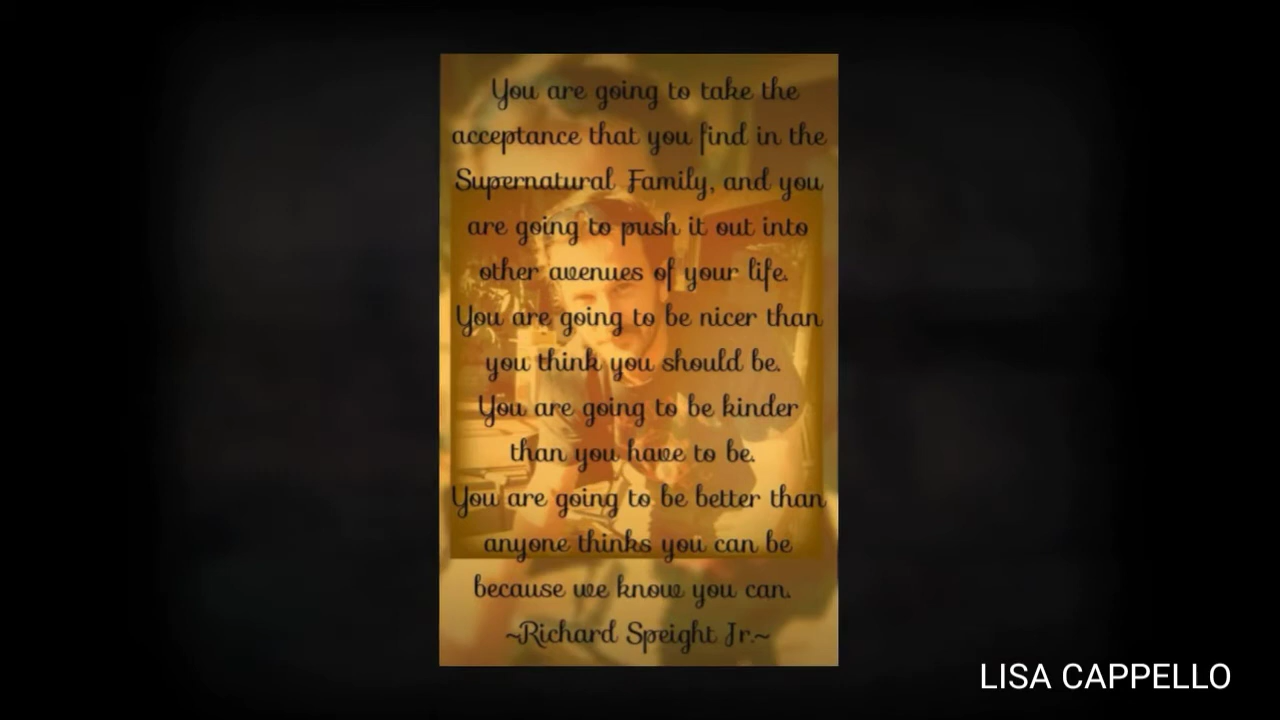 You are going to take the
acceptance that you find in the
Supernatural Family, and you
are going to push it out into
other avenues of your life.
You are going to be nicer than
you think you should be.
You are going to be kinder
than you have to be.
You are going to be better than
anyone thinks you can be
because we know you can.
~Richard Speight Jr.~
LISA CAPPELLO